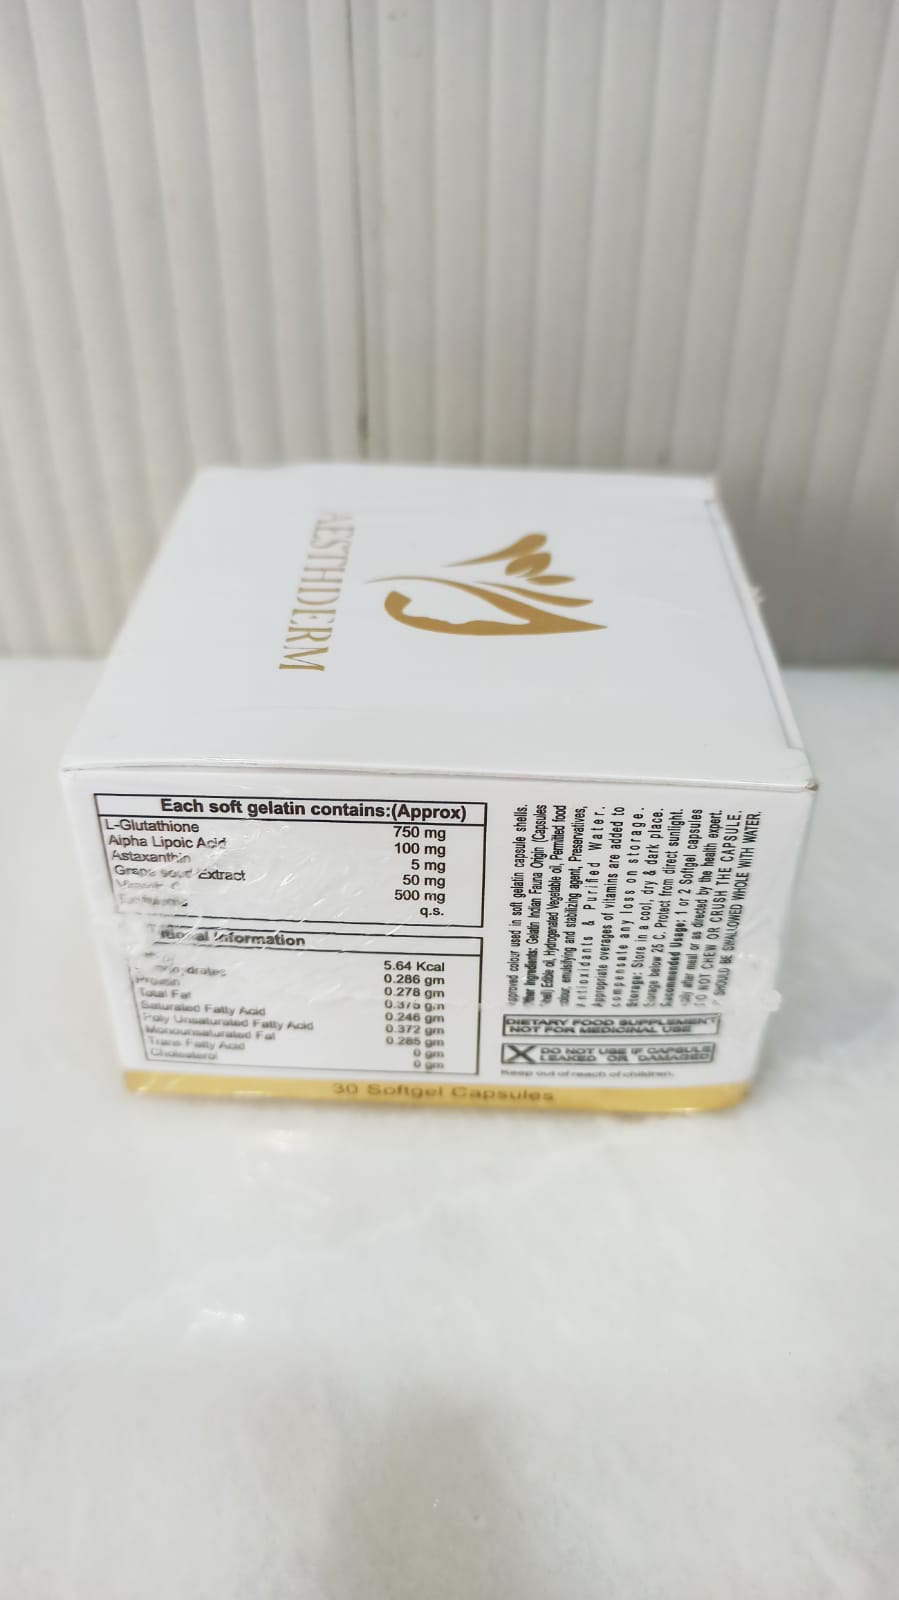 AESTHDERM
Each soft gelatin contains:(Approx)
L-Glutathione 750 mg
Alpha Lipoic Acid 100 mg
Astaxanthin 5 mg
Grape seed Extract 50 mg
500 mg
q.s.
Information
5.64 Kcal
0.286 gm
Protein 0.278 gm
Total Fat 0.375 gm
Saturated Fatty Acid 0.246 gm
Poly Unsaturated Fatty Acid 0.372 gm
Monounsaturated Fat 0.285 gm
Trans Fatty Acid 0 gm
Cholesterol 0 gm
30 Softgel Capsules
colour used in soft gelatin capsule shells.
Ingredients: Gelatin Indian Fauna Origin (Capsules
Edible oil, Hydrogenated Vegetable oil, Permitted food
emulsifying and stabilizing agent, Preservatives,
Antioxidants & Purified Water.
Appropriate overages of vitamins are added to
compensate any loss on storage.
Storage: Store in a cool, dry & dark place.
Storage below 25 C. Protect from direct sunlight.
Recommended Usage: 1 or 2 Softgel capsules
after meal or as directed by the health expert.
DO NOT CHEW OR CRUSH THE CAPSULE.
SHOULD BE SWALLOWED WHOLE WITH WATER.
DIETARY FOOD SUPPLEMENT
NOT FOR MEDICINAL USE
DO NOT USE IF CAPSULE
LEAKED OR DAMAGED
Keep out of reach of children.